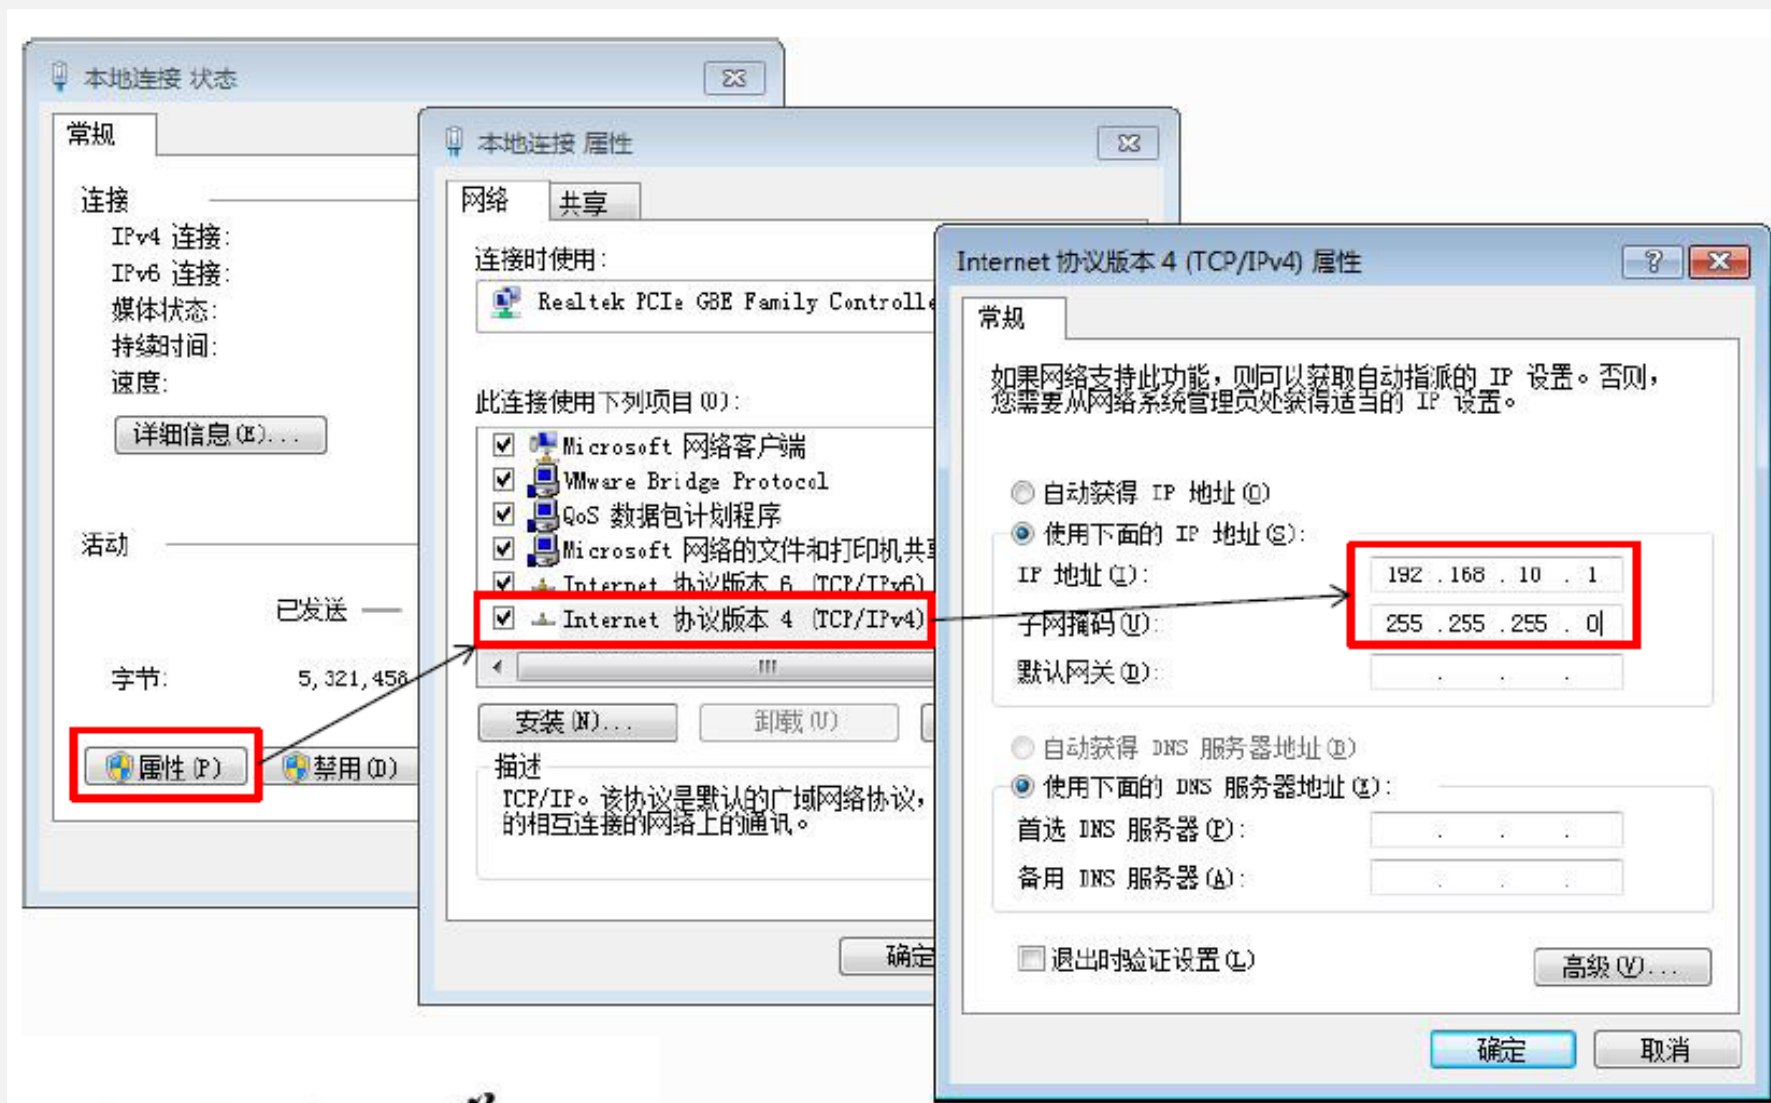 本地连接 状态
常规
连接
IPv4 连接:
IPv6 连接:
媒体状态:
持续时间:
速度:
详细信息(E)...
活动
已发送
字节:
5,321,458
属性(P)
禁用(D)
本地连接 属性
网络
共享
连接时使用:
Realtek PCIe GBE Family Controlle
此连接使用下列项目(O):
Microsoft 网络客户端
VMware Bridge Protocol
QoS 数据包计划程序
Microsoft 网络的文件和打印机共享
Internet 协议版本 6 (TCP/IPv6)
Internet 协议版本 4 (TCP/IPv4)
安装(N)...
卸载(U)
描述
TCP/IP。该协议是默认的广域网络协议,
的相互连接的网络上的通讯。
确定
Internet 协议版本 4 (TCP/IPv4) 属性
常规
如果网络支持此功能,则可以获取自动指派的 IP 设置。否则,
您需要从网络系统管理员处获得适当的 IP 设置。
自动获得 IP 地址(O)
使用下面的 IP 地址(S):
IP 地址(I):
192 . 168 . 10 . 1
子网掩码(U):
255 . 255 . 255 . 0
默认网关(D):
自动获得 DNS 服务器地址(B)
使用下面的 DNS 服务器地址(E):
首选 DNS 服务器(P):
备用 DNS 服务器(A):
退出时验证设置(L)
高级(V)...
确定
取消